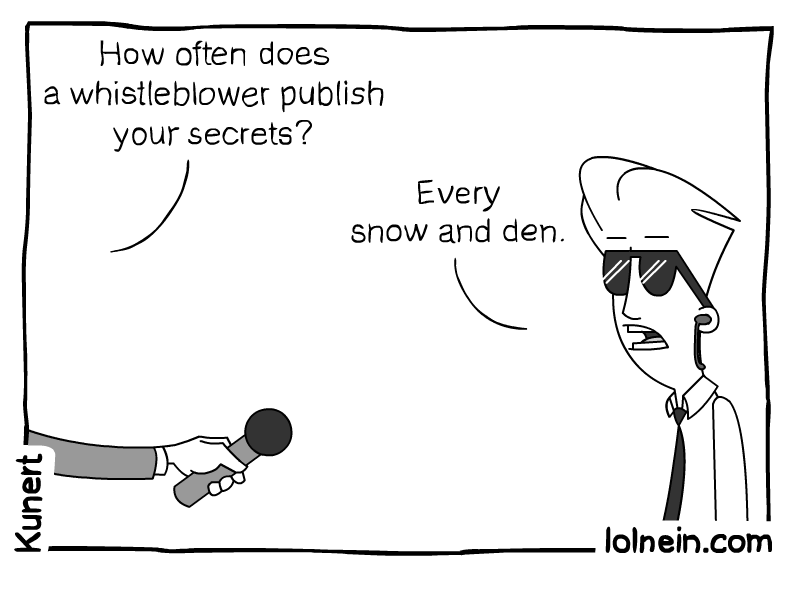 How often does
a whistleblower publish
your secrets?
Every
snow and den.
Kunert
lolnein.com